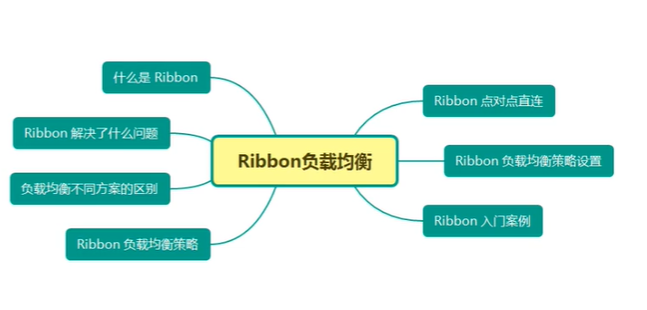 什么是 Ribbon
Ribbon 解决了什么问题
负载均衡不同方案的区别
Ribbon 负载均衡策略
Ribbon负载均衡
Ribbon 点对点直连
Ribbon 负载均衡策略设置
Ribbon 入门案例